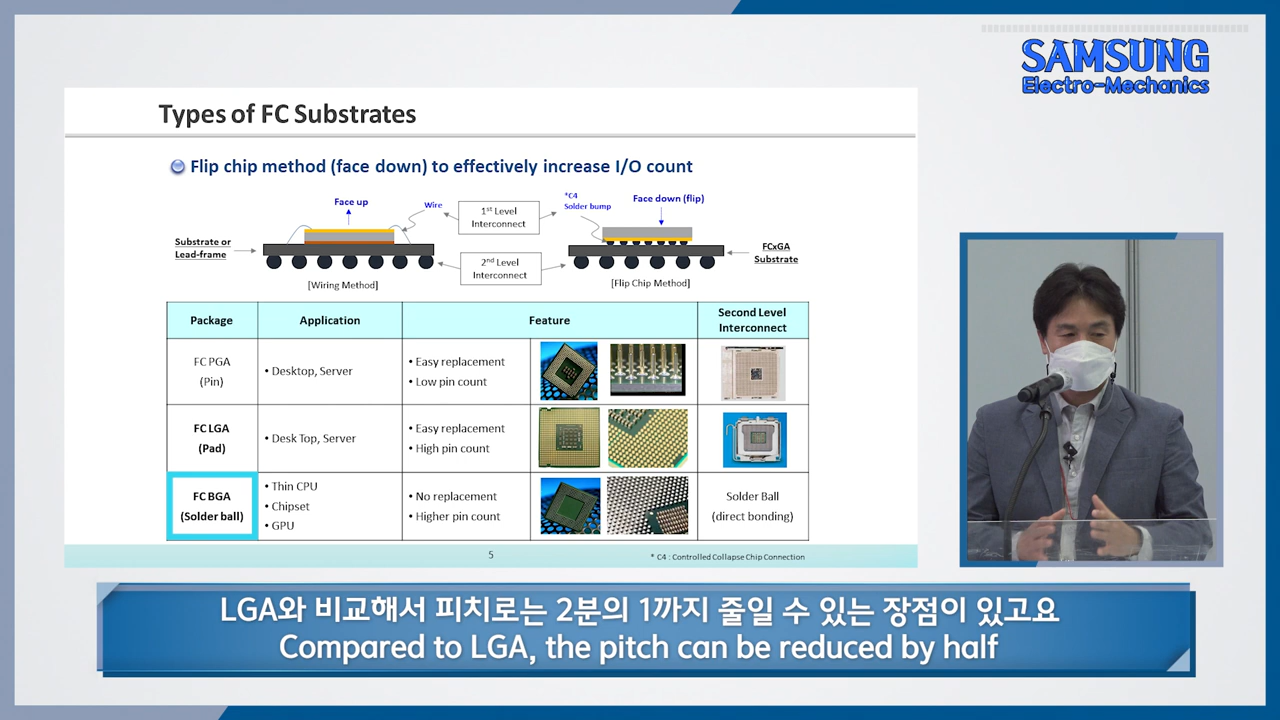 SAMSUNG
Electro-Mechanics
Types of FC Substrates
Flip chip method (face down) to effectively increase I/O count
Face up
Wire
1st Level
Interconnect
*C4
Solder bump
Face down (flip)
Substrate or
Lead-frame
FCxGA
Substrate
2nd Level
Interconnect
[Wiring Method]
[Flip Chip Method]
Package
Application
Feature
Second Level
Interconnect
FC PGA
(Pin)
• Desktop, Server
• Easy replacement
• Low pin count
FC LGA
(Pad)
• Desk Top, Server
• Easy replacement
• High pin count
FC BGA
(Solder ball)
• Thin CPU
• Chipset
• GPU
• No replacement
• Higher pin count
Solder Ball
(direct bonding)
5
* C4 : Controlled Collapse Chip Connection
LGA와 비교해서 피치로는 2분의 1까지 줄일 수 있는 장점이 있고요
Compared to LGA, the pitch can be reduced by half